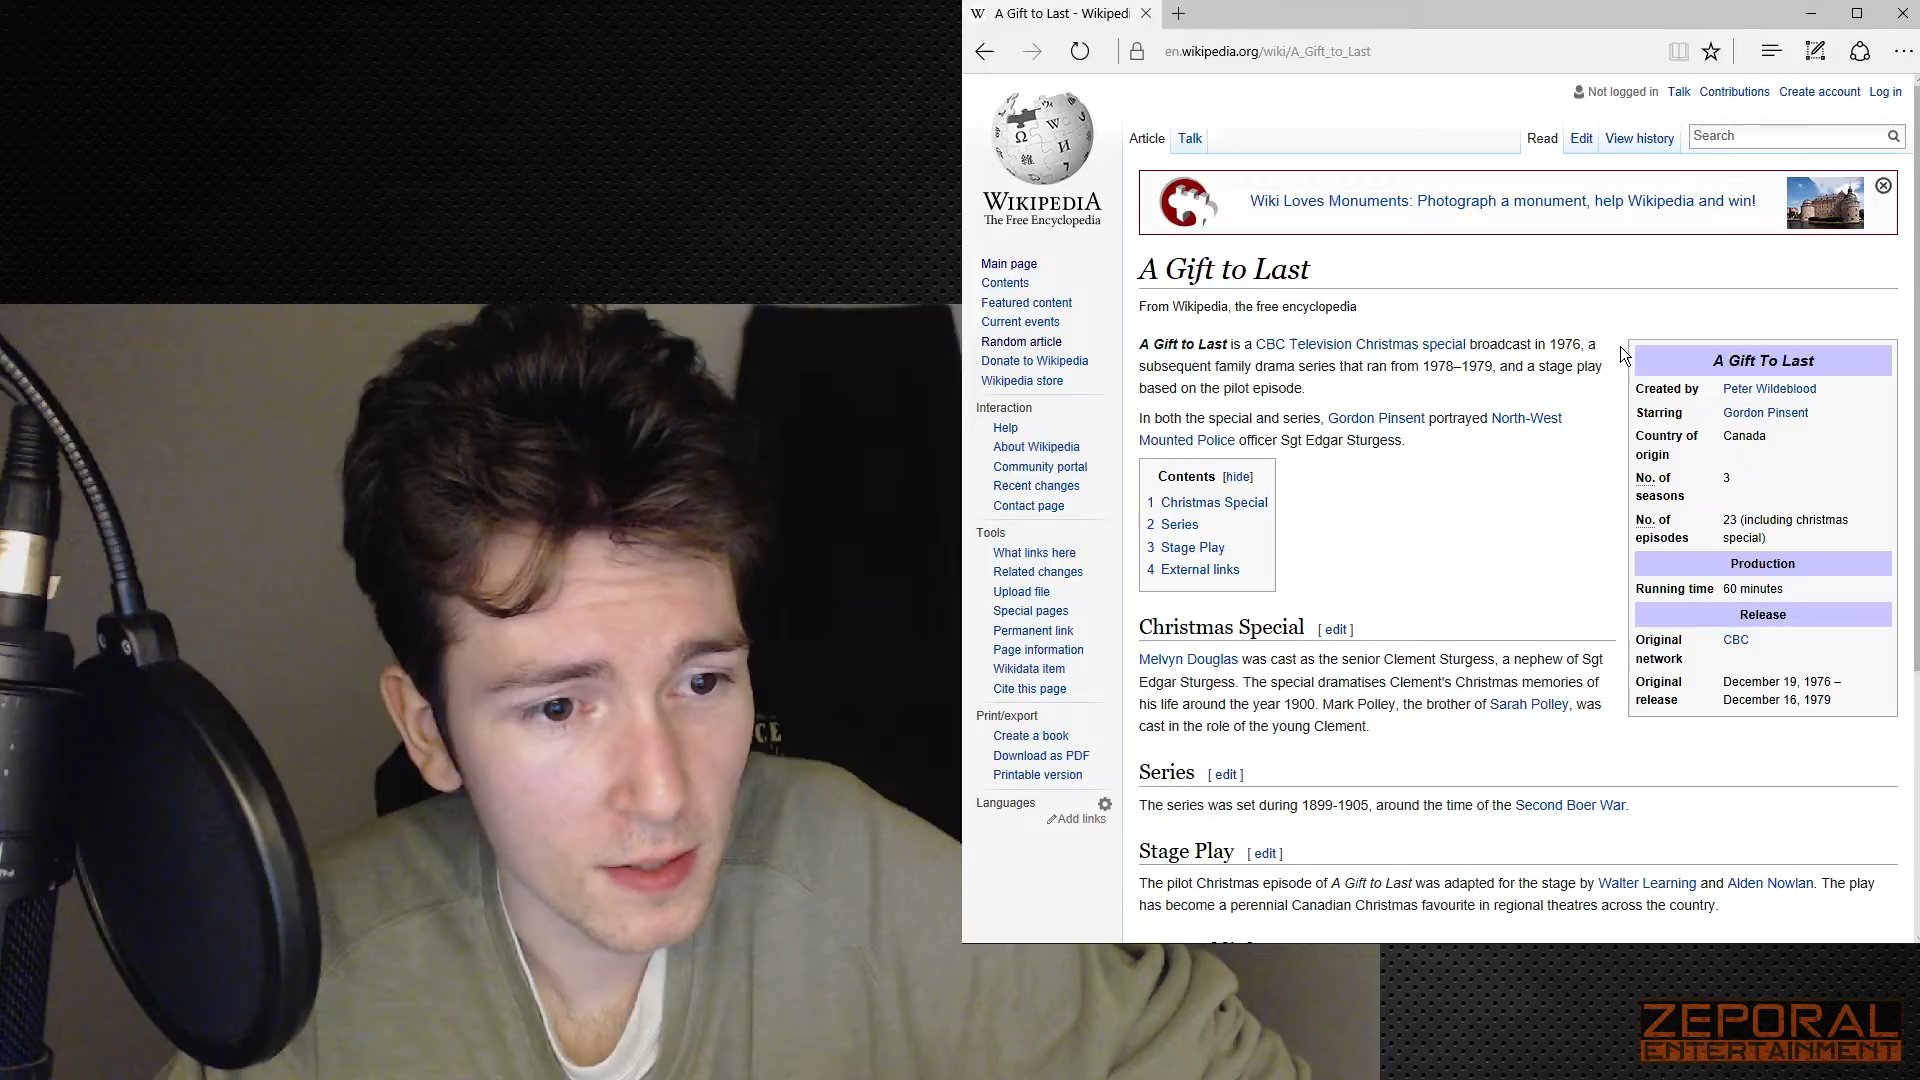 A Gift to Last - Wikiped
en.wikipedia.org/wiki/A_Gift_to_Last
Not logged in Talk Contributions Create account Log in
Article Talk Read Edit View history Search
WIKIPEDIA
The Free Encyclopedia
Main page
Contents
Featured content
Current events
Random article
Donate to Wikipedia
Wikipedia store
Interaction
Help
About Wikipedia
Community portal
Recent changes
Contact page
Tools
What links here
Related changes
Upload file
Special pages
Permanent link
Page information
Wikidata item
Cite this page
Print/export
Create a book
Download as PDF
Printable version
Languages
Add links
Wiki Loves Monuments: Photograph a monument, help Wikipedia and win!
A Gift to Last
From Wikipedia, the free encyclopedia
A Gift to Last is a CBC Television Christmas special broadcast in 1976, a
subsequent family drama series that ran from 1978–1979, and a stage play
based on the pilot episode.
In both the special and series, Gordon Pinsent portrayed North-West
Mounted Police officer Sgt Edgar Sturgess.
Contents [hide]
1 Christmas Special
2 Series
3 Stage Play
4 External links
A Gift To Last
Created by Peter Wildeblood
Starring Gordon Pinsent
Country of Canada
origin
No. of 3
seasons
No. of 23 (including christmas
episodes special)
Production
Running time 60 minutes
Release
Original CBC
network
Original December 19, 1976 –
release December 16, 1979
Christmas Special [ edit ]
Melvyn Douglas was cast as the senior Clement Sturgess, a nephew of Sgt
Edgar Sturgess. The special dramatises Clement's Christmas memories of
his life around the year 1900. Mark Polley, the brother of Sarah Polley, was
cast in the role of the young Clement.
Series [ edit ]
The series was set during 1899-1905, around the time of the Second Boer War.
Stage Play [ edit ]
The pilot Christmas episode of A Gift to Last was adapted for the stage by Walter Learning and Alden Nowlan. The play
has become a perennial Canadian Christmas favourite in regional theatres across the country.
ZEPORAL
ENTERTAINMENT